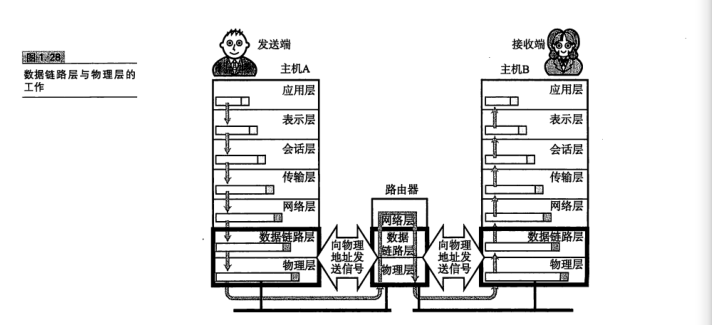 图1.28
数据链路层与物理层的
工作
发送端
主机A
应用层
表示层
会话层
传输层
网络层
数据链路层
物理层
向物理
地址发
送信号
路由器
网络层
数据
链路层
物理层
向物理
地址发
送信号
接收端
主机B
应用层
表示层
会话层
传输层
网络层
数据链路层
物理层